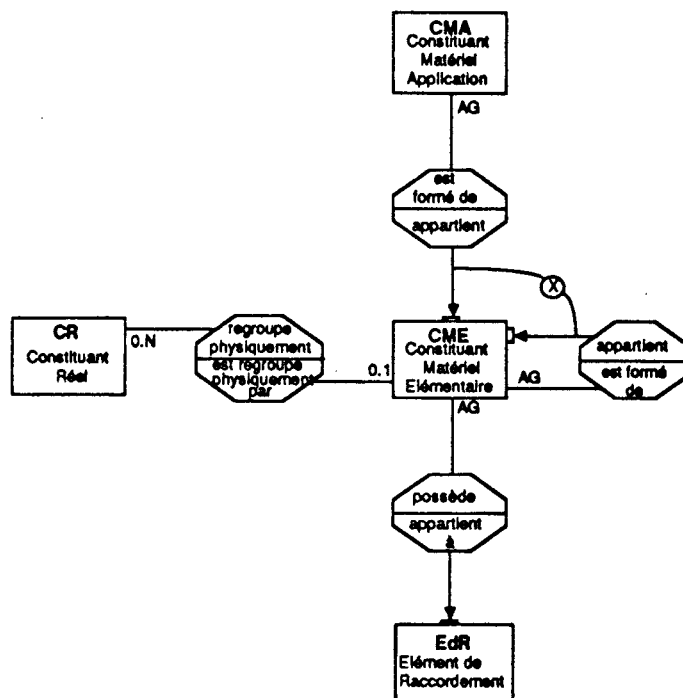 CMA
Constituant
Matériel
Application
AG
est
formé de
appartient
X
CR
Constituant
Réel
0.N
regroupe
physiquement
est regroupe
physiquement
par
0.1
CME
Constituant
Matériel
Elémentaire
AG
AG
appartient
est formé
de
possède
appartient
à
EdR
Elément de
Raccordement